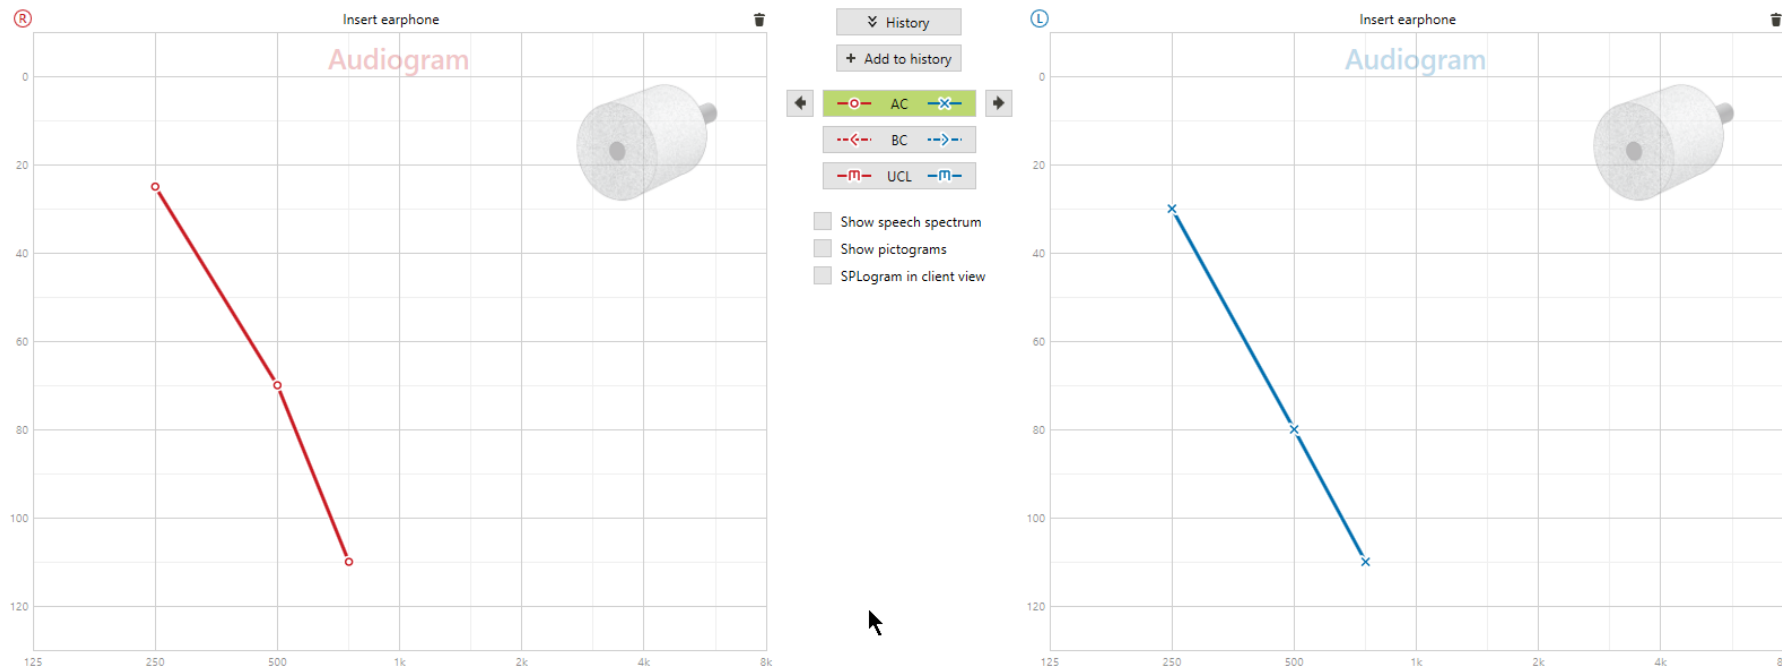 R
Insert earphone
Audiogram
0
20
40
60
80
100
120
125 250 500 1k 2k 4k 8k
History
+ Add to history
AC
BC
UCL
Show speech spectrum
Show pictograms
SPLogram in client view
L
Insert earphone
Audiogram
0
20
40
60
80
100
120
125 250 500 1k 2k 4k